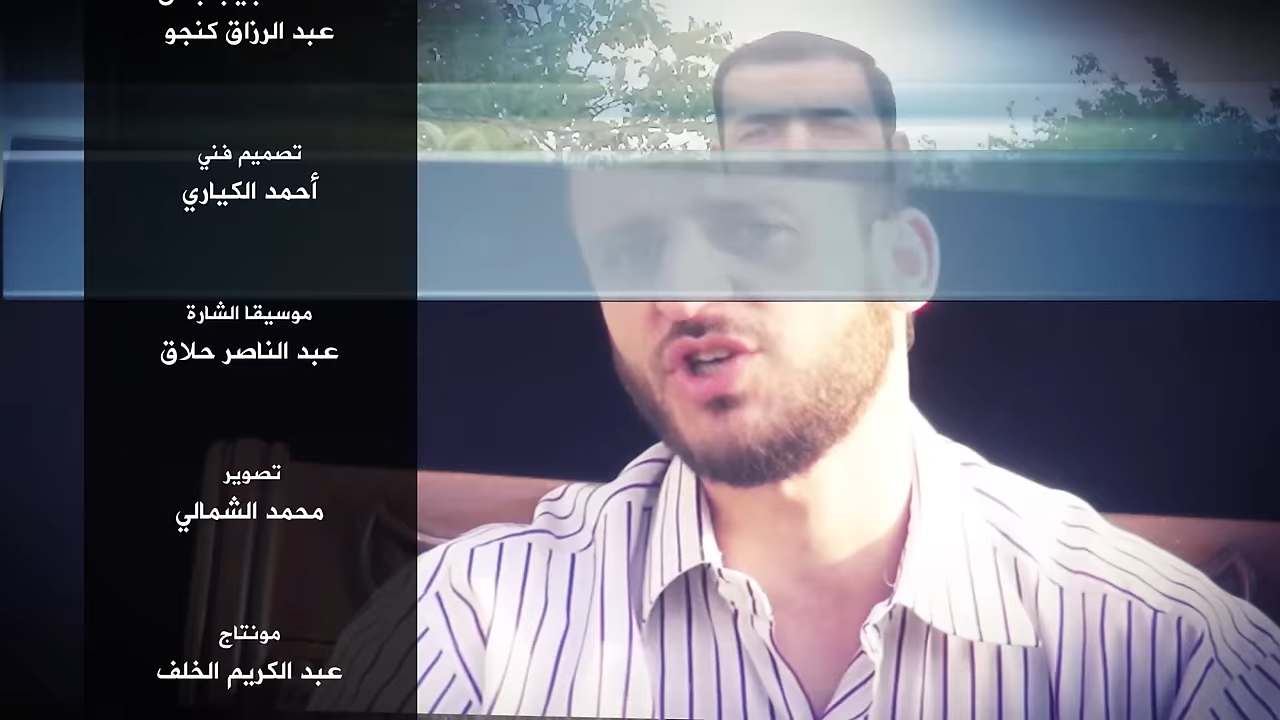 عبد الرزاق كنجو
تصميم فني
أحمد الكياري
موسيقا الشارة
عبد الناصر حلاق
تصوير
محمد الشمالي
مونتاج
عبد الكريم الخلف